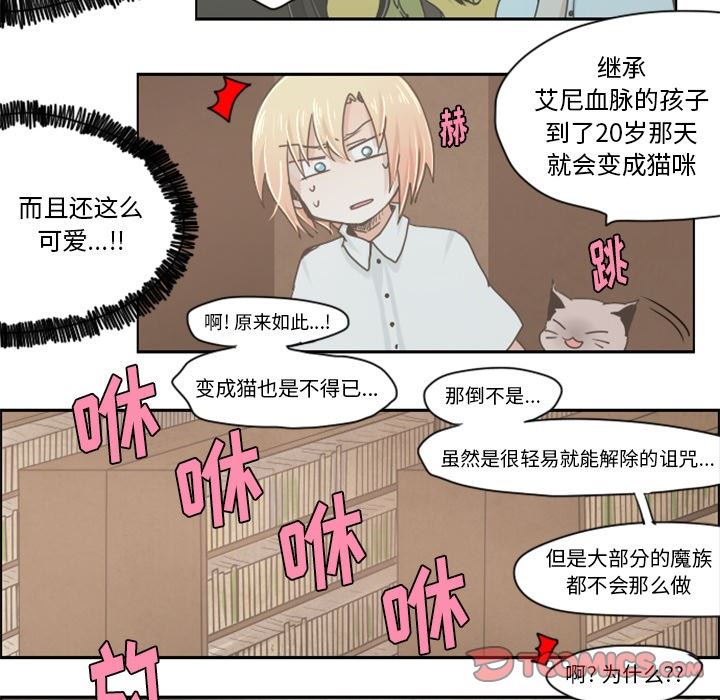 继承
艾尼血脉的孩子
到了20岁那天
就会变成猫咪
赫
而且还这么
可爱...!!
跳
啊! 原来如此...!
变成猫也是不得已...
那倒不是...
虽然是很轻易就能解除的诅咒...
但是大部分的魔族
都不会那么做
咻
咻
咻
咻
放
啊? 为什么??